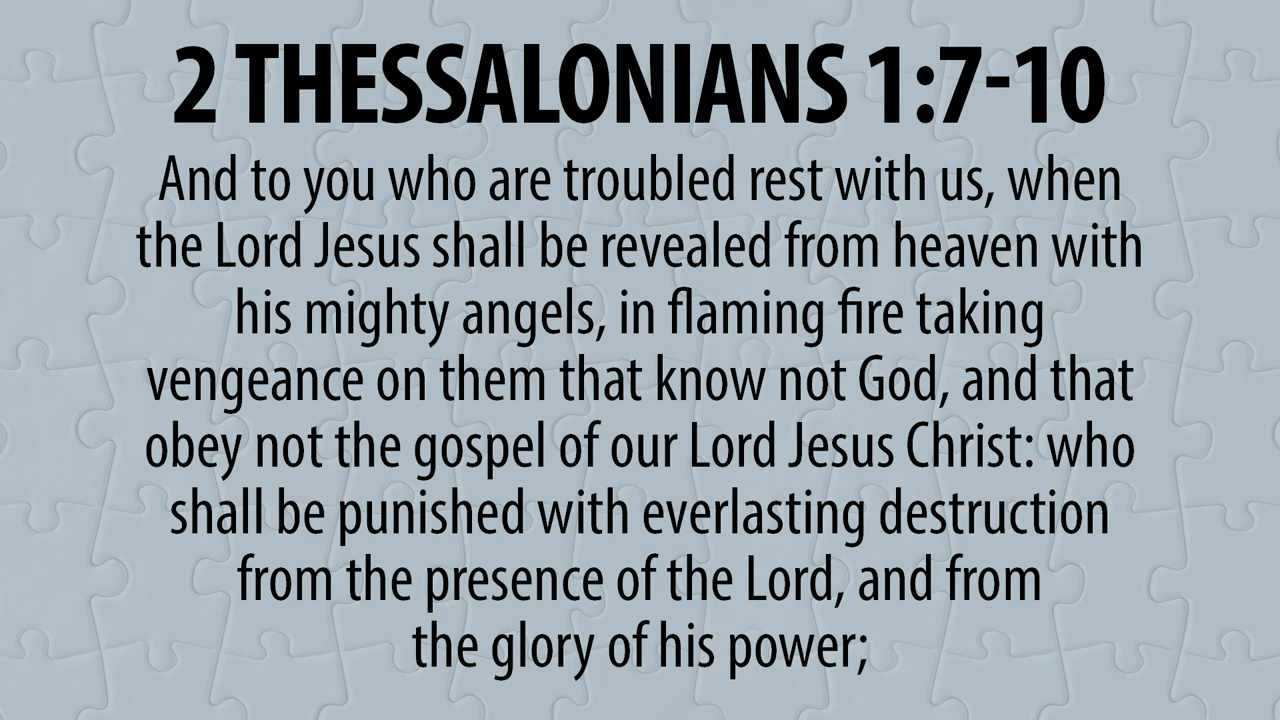 2 THESSALONIANS 1:7-10
And to you who are troubled rest with us, when
the Lord Jesus shall be revealed from heaven with
his mighty angels, in flaming fire taking
vengeance on them that know not God, and that
obey not the gospel of our Lord Jesus Christ: who
shall be punished with everlasting destruction
from the presence of the Lord, and from
the glory of his power;